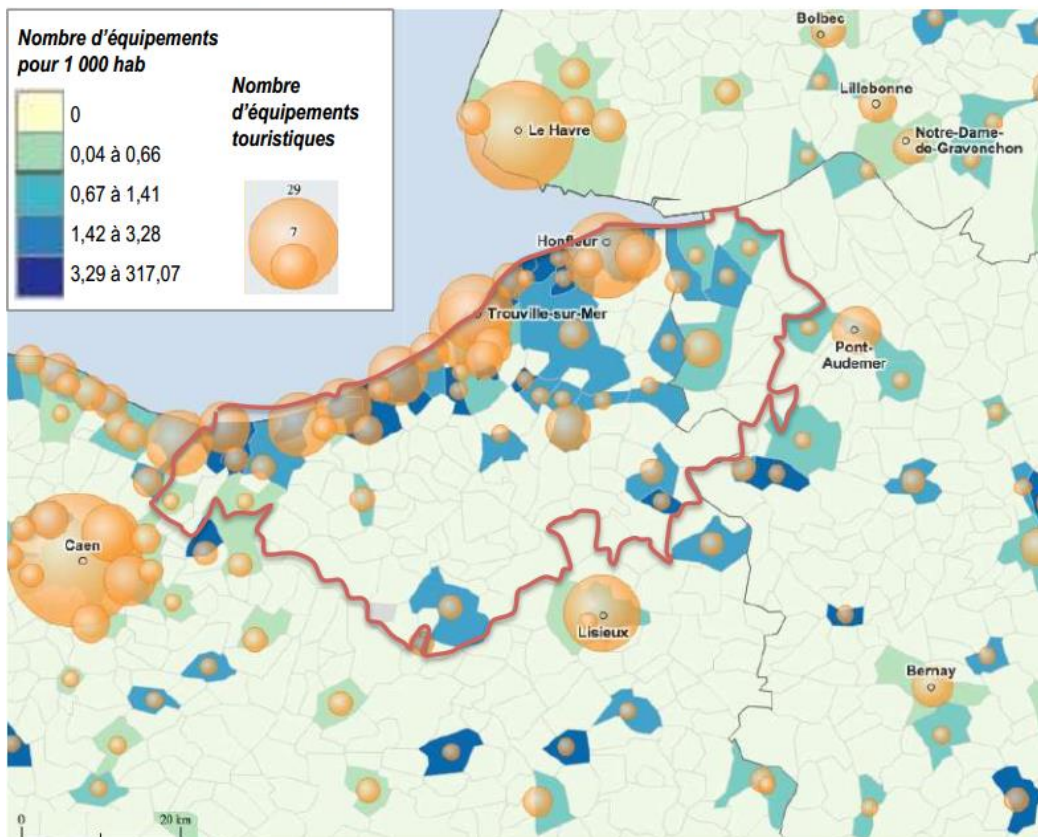 Nombre d’équipements
pour 1 000 hab
0
0,04 à 0,66
0,67 à 1,41
1,42 à 3,28
3,29 à 317,07
Nombre
d’équipements
touristiques
29
7
Bolbec
Lillebonne
Le Havre
Notre-Dame-
de-Gravenchon
Honfleur
Trouville-sur-Mer
Pont-
Audemer
Caen
Lisieux
Bernay
0
20 km